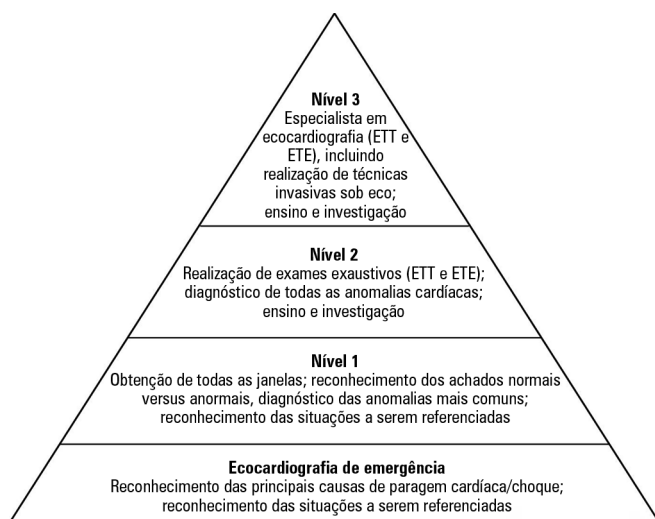 Nível 3
Especialista em
ecocardiografia (ETT e
ETE), incluindo
realização de técnicas
invasivas sob eco;
ensino e investigação
Nível 2
Realização de exames exaustivos (ETT e ETE);
diagnóstico de todas as anomalias cardíacas;
ensino e investigação
Nível 1
Obtenção de todas as janelas; reconhecimento dos achados normais
versus anormais, diagnóstico das anomalias mais comuns;
reconhecimento das situações a serem referenciadas
Ecocardiografia de emergência
Reconhecimento das principais causas de paragem cardíaca/choque;
reconhecimento das situações a serem referenciadas